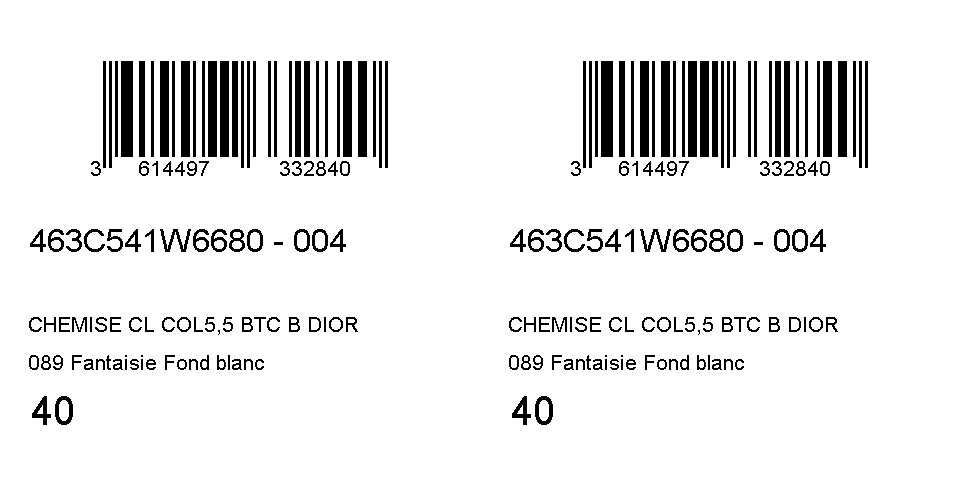 3 614497 332840
463C541W6680 - 004
CHEMISE CL COL5,5 BTC B DIOR
089 Fantaisie Fond blanc
40
3 614497 332840
463C541W6680 - 004
CHEMISE CL COL5,5 BTC B DIOR
089 Fantaisie Fond blanc
40